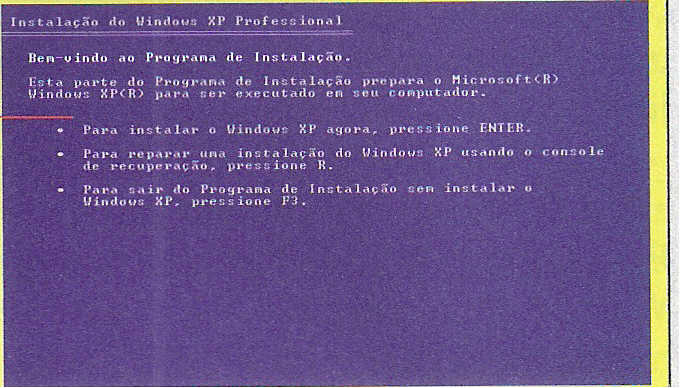 Instalação do Windows XP Professional
Bem-vindo ao Programa de Instalação.
Esta parte do Programa de Instalação prepara o Microsoft(R)
Windows XP(R) para ser executado em seu computador.
• Para instalar o Windows XP agora, pressione ENTER.
• Para reparar uma instalação do Windows XP usando o console
de recuperação, pressione R.
• Para sair do Programa de Instalação sem instalar o
Windows XP, pressione F3.